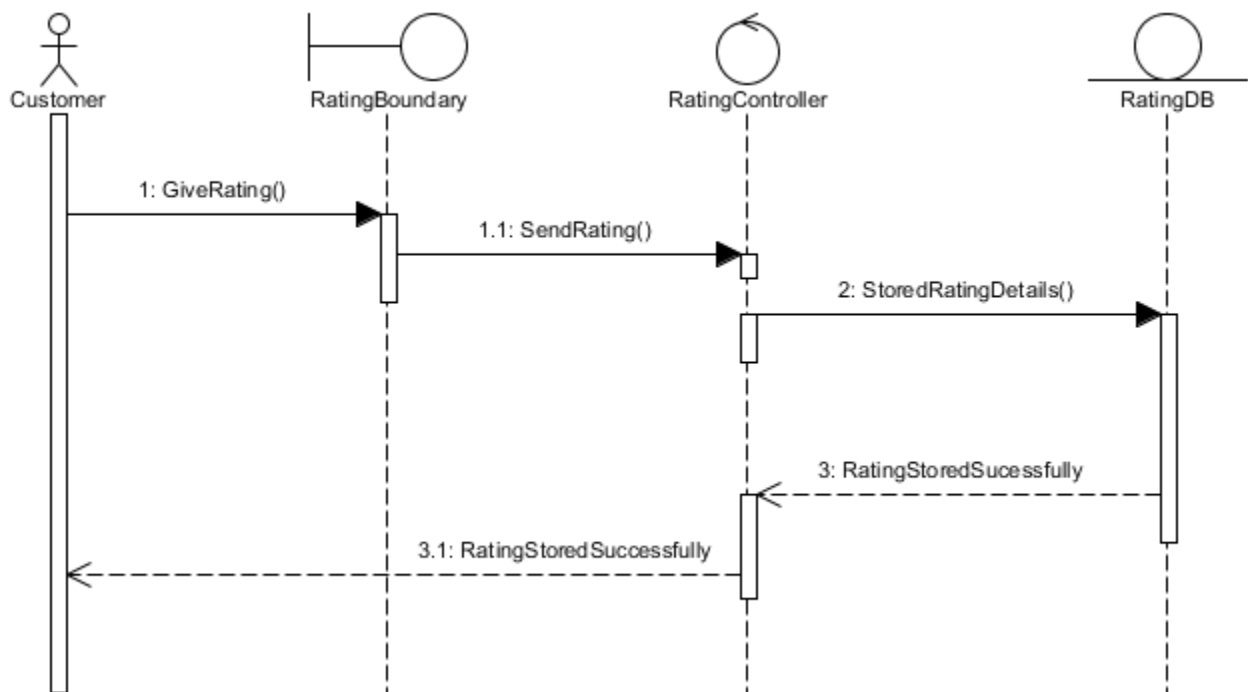 Customer
RatingBoundary
RatingController
RatingDB
1: GiveRating()
1.1: SendRating()
2: StoredRatingDetails()
3: RatingStoredSucessfully
3.1: RatingStoredSuccessfully